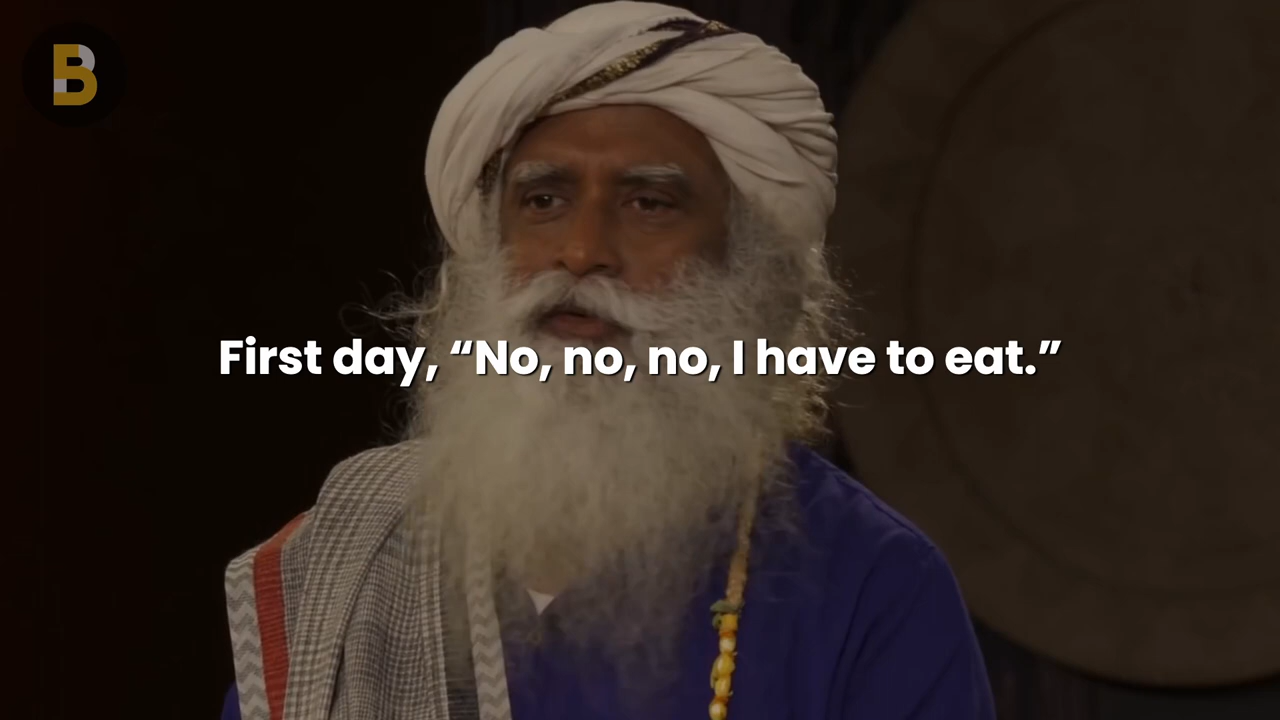 B
First day, “No, no, no, I have to eat.”